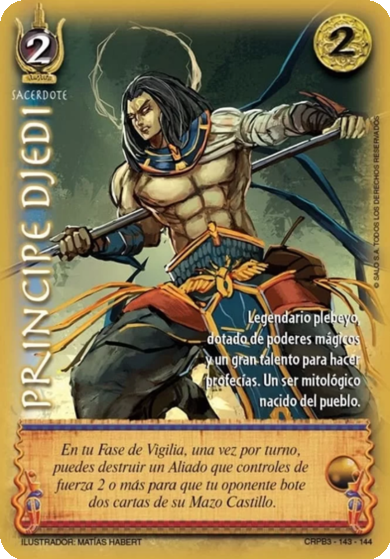 2
2
SACERDOTE
PRINCIPE DJEDI
© SALO S.A. TODOS LOS DERECHOS RESERVADOS
Legendario plebeyo,
dotado de poderes mágicos
y un gran talento para hacer
profecías. Un ser mitológico
nacido del pueblo.
En tu Fase de Vigilia, una vez por turno,
puedes destruir un Aliado que controles de
fuerza 2 o más para que tu oponente bote
dos cartas de su Mazo Castillo.
ILUSTRADOR: MATÍAS HABERT
CRPB3 - 143 - 144